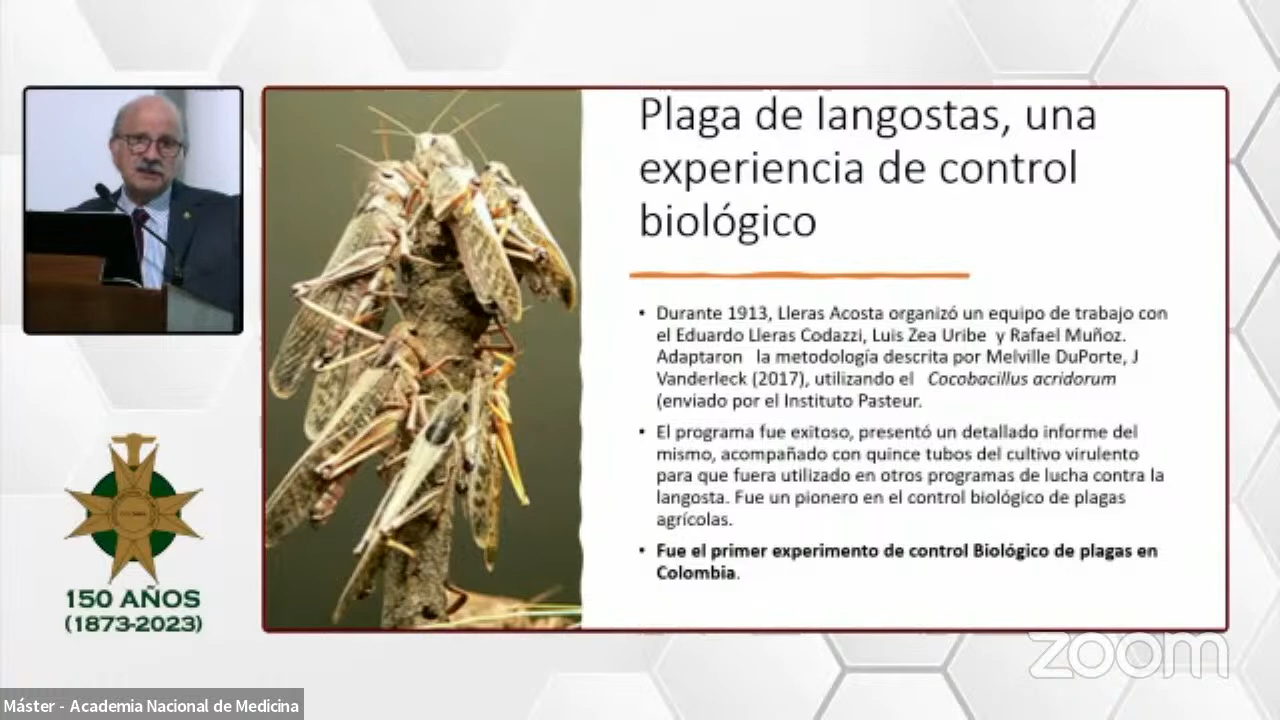 Plaga de langostas, una
experiencia de control
biológico
• Durante 1913, Lleras Acosta organizó un equipo de trabajo con
el Eduardo Lleras Codazzi, Luis Zea Uribe y Rafael Muñoz.
Adaptaron la metodología descrita por Melville DuPorte, J
Vanderleck (2017), utilizando el Cocobacillus acridorum
(enviado por el Instituto Pasteur.
• El programa fue exitoso, presentó un detallado informe del
mismo, acompañado con quince tubos del cultivo virulento
para que fuera utilizado en otros programas de lucha contra la
langosta. Fue un pionero en el control biológico de plagas
agrícolas.
• Fue el primer experimento de control Biológico de plagas en
Colombia.
150 AÑOS
(1873-2023)
zoom
Máster - Academia Nacional de Medicina